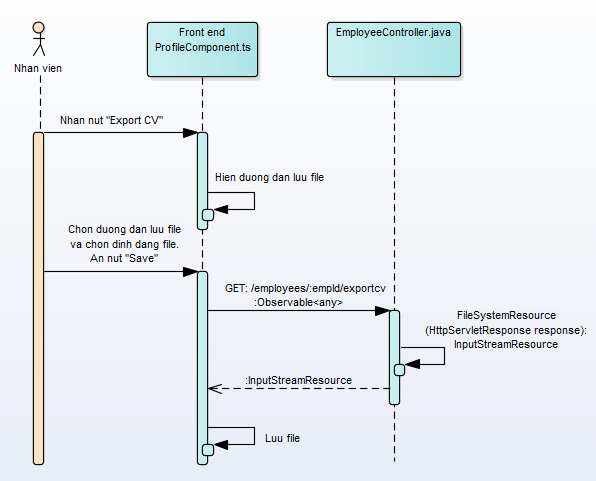 Front end
ProfileComponent.ts
EmployeeController.java
Nhan vien
Nhan nut "Export CV"
Hien duong dan luu file
Chon duong dan luu file
va chon dinh dang file.
An nut "Save"
GET: /employees/:empId/exportcv
:Observable<any>
FileSystemResource
(HttpServletResponse response):
InputStreamResource
:InputStreamResource
Luu file